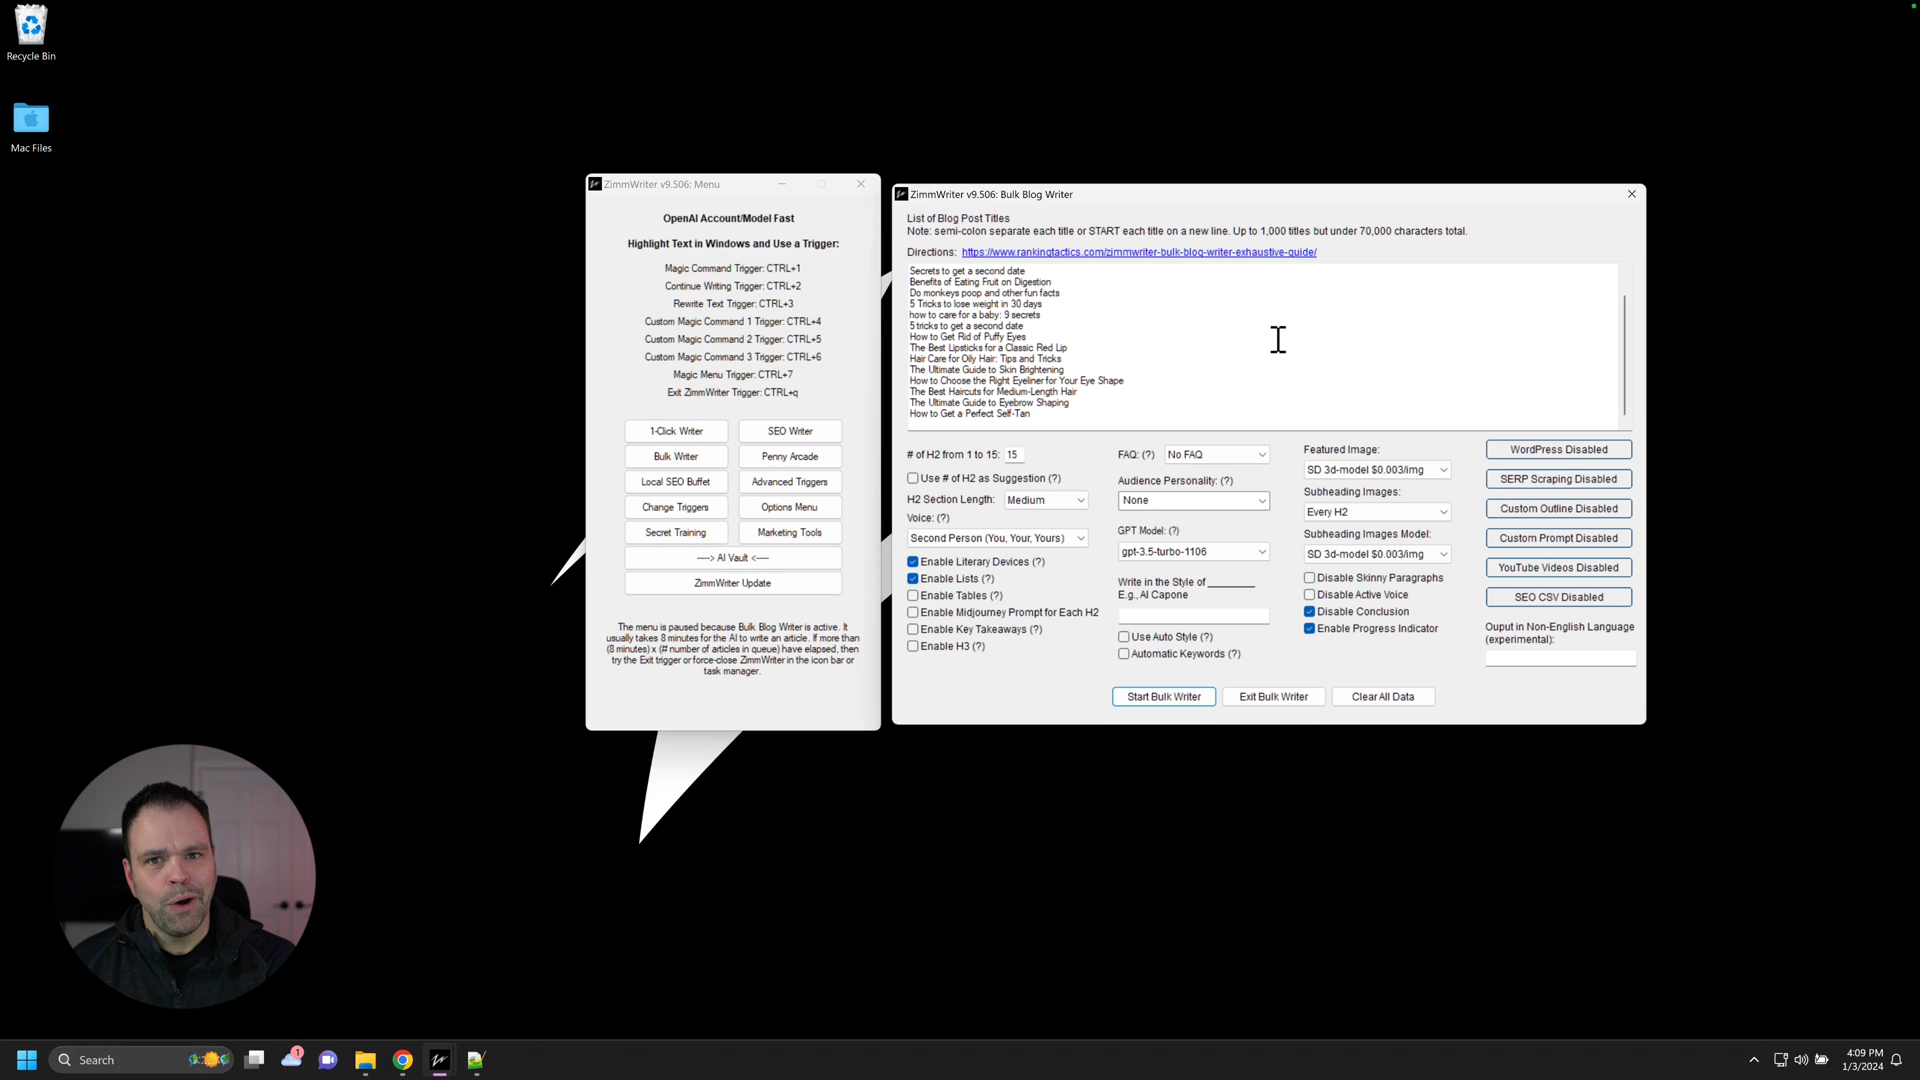 Recycle Bin
Mac Files
ZimmWriter v9.506: Menu
OpenAI Account/Model Fast
Highlight Text in Windows and Use a Trigger:
Magic Command Trigger: CTRL+1
Continue Writing Trigger: CTRL+2
Rewrite Text Trigger: CTRL+3
Custom Magic Command 1 Trigger: CTRL+4
Custom Magic Command 2 Trigger: CTRL+5
Custom Magic Command 3 Trigger: CTRL+6
Magic Menu Trigger: CTRL+7
Exit ZimmWriter Trigger: CTRL+q
1-Click Writer
SEO Writer
Bulk Writer
Penny Arcade
Local SEO Buffet
Advanced Triggers
Change Triggers
Options Menu
Secret Training
Marketing Tools
----> AI Vault <----
ZimmWriter Update
The menu is paused because Bulk Blog Writer is active. It
usually takes 8 minutes for the AI to write an article. If more than
(8 minutes) x (# number of articles in queue) have elapsed, then
try the Exit trigger or force-close ZimmWriter in the icon bar or
task manager.
ZimmWriter v9.506: Bulk Blog Writer
List of Blog Post Titles
Note: semi-colon separate each title or START each title on a new line. Up to 1,000 titles but under 70,000 characters total.
Directions: https://www.rankingtactics.com/zimmwriter-bulk-blog-writer-exhaustive-guide/
Secrets to get a second date
Benefits of Eating Fruit on Digestion
Do monkeys poop and other fun facts
5 Tricks to lose weight in 30 days
how to care for a baby: 9 secrets
5 tricks to get a second date
How to Get Rid of Puffy Eyes
The Best Lipsticks for a Classic Red Lip
Hair Care for Oily Hair: Tips and Tricks
The Ultimate Guide to Skin Brightening
How to Choose the Right Eyeliner for Your Eye Shape
The Best Haircuts for Medium-Length Hair
The Ultimate Guide to Eyebrow Shaping
How to Get a Perfect Self-Tan
# of H2 from 1 to 15: 15
Use # of H2 as Suggestion (?)
H2 Section Length: Medium
Voice: (?)
Second Person (You, Your, Yours)
Enable Literary Devices (?)
Enable Lists (?)
Enable Tables (?)
Enable Midjourney Prompt for Each H2
Enable Key Takeaways (?)
Enable H3 (?)
FAQ: (?) No FAQ
Audience Personality: (?)
None
GPT Model: (?)
gpt-3.5-turbo-1106
Write in the Style of ________
E.g., Al Capone
Use Auto Style (?)
Automatic Keywords (?)
Featured Image:
SD 3d-model $0.003/img
Subheading Images:
Every H2
Subheading Images Model:
SD 3d-model $0.003/img
Disable Skinny Paragraphs
Disable Active Voice
Disable Conclusion
Enable Progress Indicator
WordPress Disabled
SERP Scraping Disabled
Custom Outline Disabled
Custom Prompt Disabled
YouTube Videos Disabled
SEO CSV Disabled
Ouput in Non-English Language
(experimental):
Start Bulk Writer
Exit Bulk Writer
Clear All Data
Search
1
4:09 PM
1/3/2024